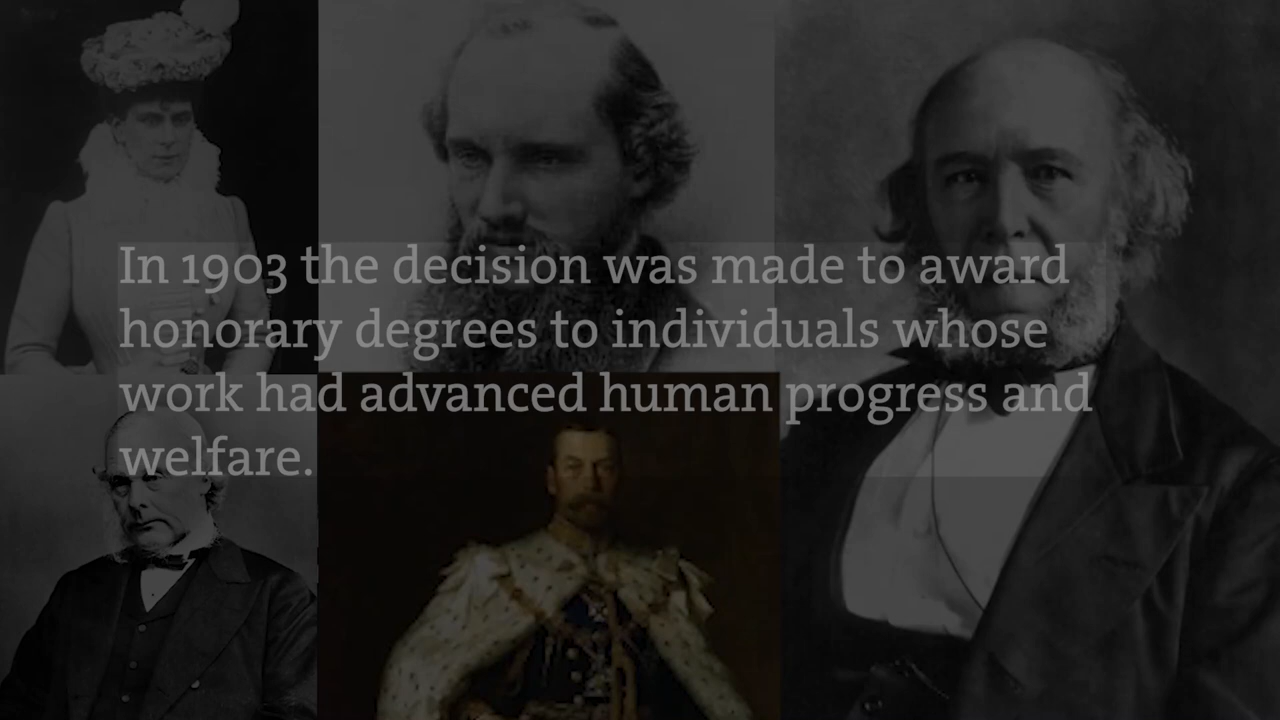 In 1903 the decision was made to award
honorary degrees to individuals whose
work had advanced human progress and
welfare.